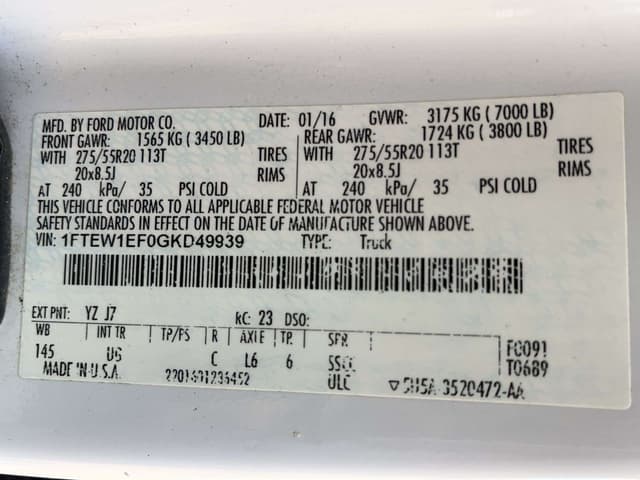 MFD. BY FORD MOTOR CO. DATE: 01/16 GVWR: 3175 KG ( 7000 LB)
FRONT GAWR: 1565 KG ( 3450 LB) REAR GAWR: 1724 KG ( 3800 LB)
WITH 275/55R20 113T TIRES WITH 275/55R20 113T TIRES
20x8.5J RIMS 20x8.5J RIMS
AT 240 kPa/ 35 PSI COLD AT 240 kPa/ 35 PSI COLD
THIS VEHICLE CONFORMS TO ALL APPLICABLE FEDERAL MOTOR VEHICLE
SAFETY STANDARDS IN EFFECT ON THE DATE OF MANUFACTURE SHOWN ABOVE.
VIN: 1FTEW1EF0GKD49939 TYPE: Truck
EXT PNT: YZ J7 RC: 23 DSO:
WB INT TR TP/PS R AXLE TR SPR F0091
145 UG C L6 6 T0689
MADE IN U.S.A. ULC ▽ 3520472-AA